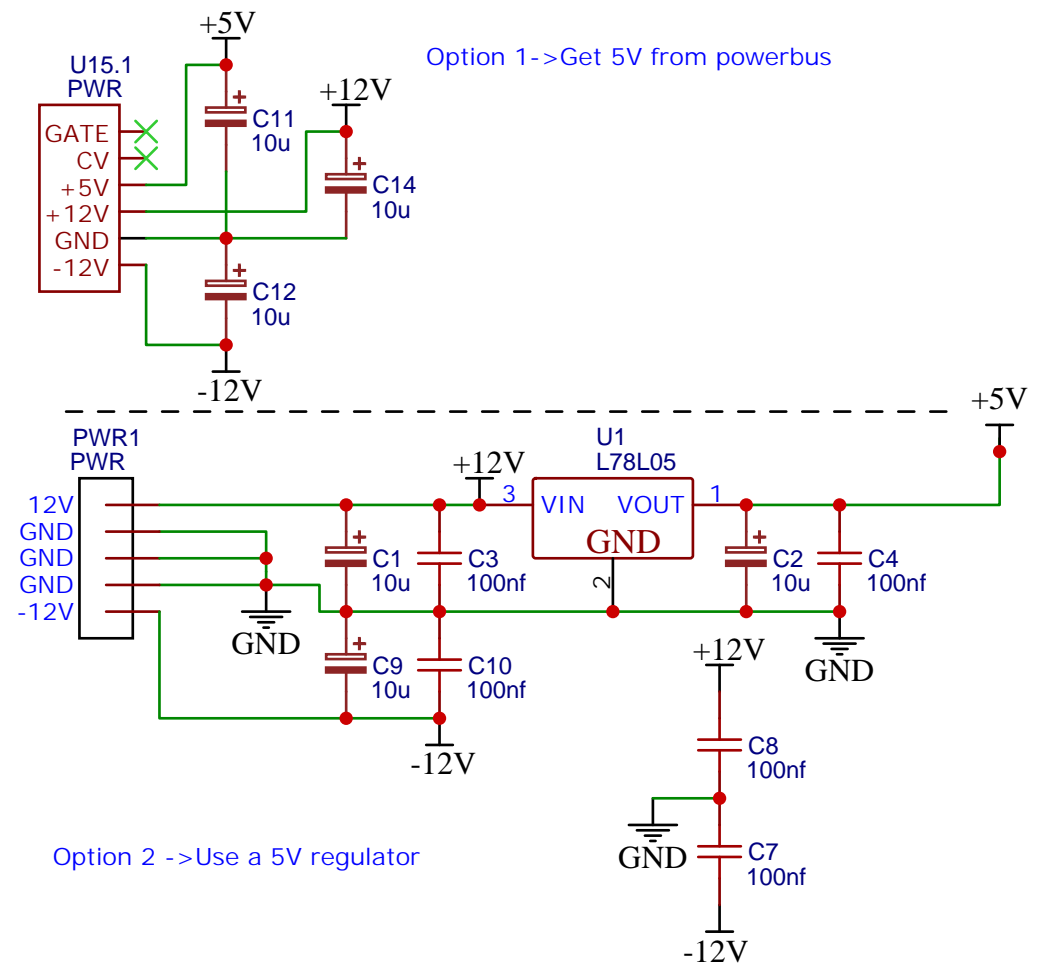 +5V
Option 1->Get 5V from powerbus
U15.1
PWR
+12V
C11
10u
GATE
CV
+5V
+12V
GND
-12V
C14
10u
C12
10u
-12V
+5V
PWR1
PWR
U1
L78L05
+12V
12V
GND
GND
GND
-12V
3
VIN
VOUT
1
GND
2
C1
10u
C3
100nf
C2
10u
C4
100nf
GND
C9
10u
C10
100nf
+12V
GND
-12V
C8
100nf
GND
C7
100nf
Option 2 ->Use a 5V regulator
-12V